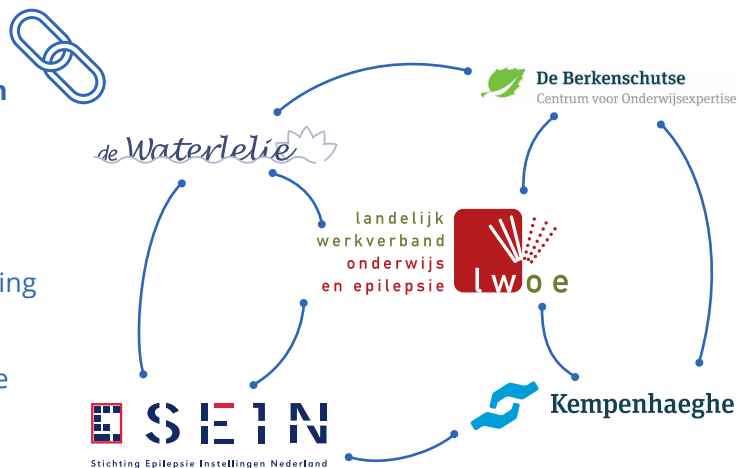 De Berkenschutse
Centrum voor Onderwijsexpertise
de Waterlelie
landelijk
werkverband
onderwijs
en epilepsie
lwoe
ing
e
SEIN
Stichting Epilepsie Instellingen Nederland
Kempenhaeghe